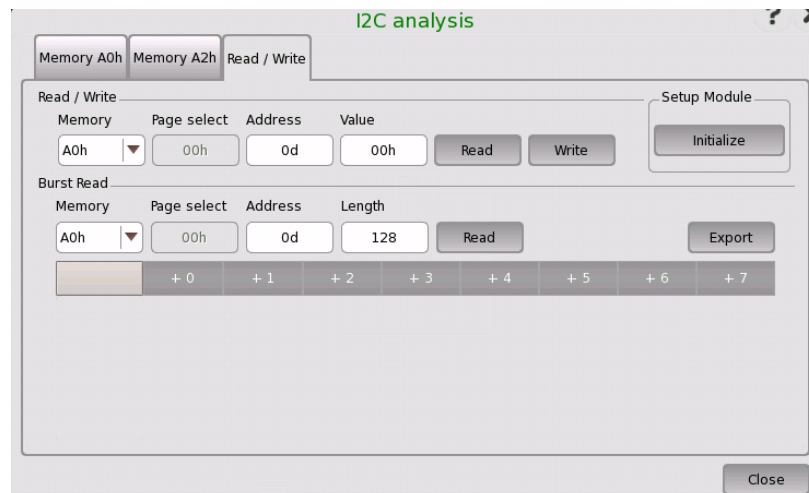 I2C analysis ?
Memory A0h Memory A2h Read / Write
Read / Write
Setup Module
Memory Page select Address Value
A0h 00h 0d 00h Read Write Initialize
Burst Read
Memory Page select Address Length
A0h 00h 0d 128 Read Export
+ 0 + 1 + 2 + 3 + 4 + 5 + 6 + 7
Close